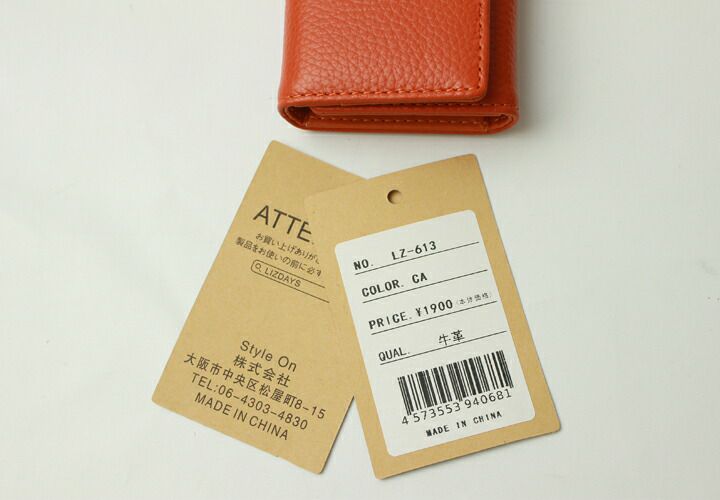 ATTE
お買い上げありが
製品をお使いの前に必ず
LIZDAYS
Style On
株式会社
大阪市中央区松屋町8-15
TEL:06-4303-4830
MADE IN CHINA
NO. LZ-613
COLOR. CA
PRICE. ¥1900(本体価格)
QUAL. 牛革
4 573553 940681
MADE IN CHINA